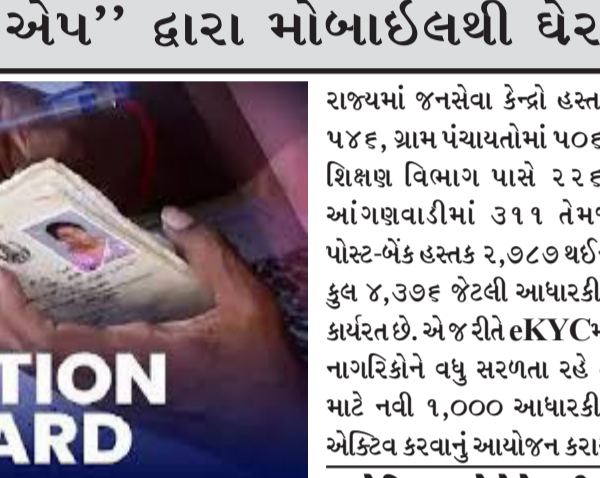 એપ’’ દ્વારા મોબાઈલથી ઘેર
TION
ARD
રાજ્યમાં જનસેવા કેન્દ્રો હસ્ત
૫૪૬, ગ્રામ પંચાયતોમાં ૫૦૬
શિક્ષણ વિભાગ પાસે ૨૨૬
આંગણવાડીમાં ૩૧૧ તેમજ
પોસ્ટ-બેંક હસ્તક ૨,૭૮૭ થઈ
કુલ ૪,૩૭૬ જેટલી આધારકી
કાર્યરત છે. એ જ રીતે eKYC
નાગરિકોને વધુ સરળતા રહે
માટે નવી ૧,૦૦૦ આધારકી
એક્ટિવ કરવાનું આયોજન કરા